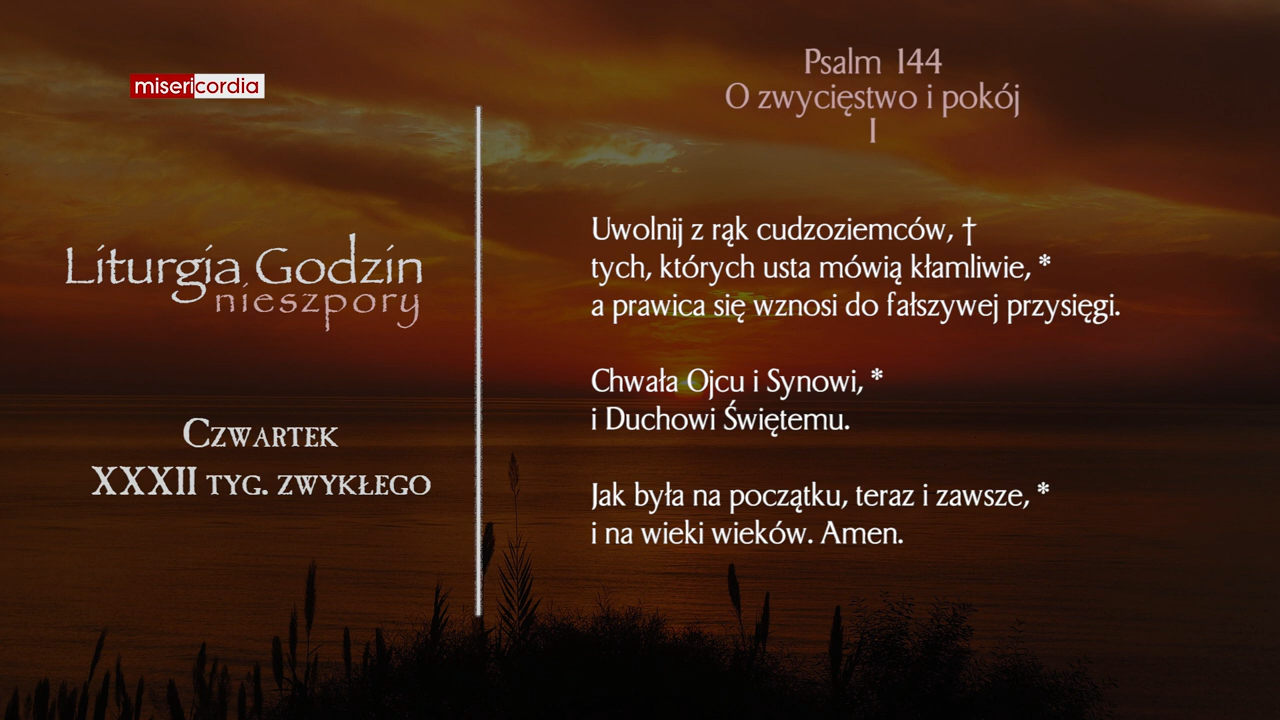 misericordia
Liturgia Godzin
nieszpory
Czwartek
XXXII tyg. zwykłego
Psalm 144
O zwycięstwo i pokój
I
Uwolnij z rąk cudzoziemców, †
tych, których usta mówią kłamliwie, *
a prawica się wznosi do fałszywej przysięgi.
Chwała Ojcu i Synowi, *
i Duchowi Świętemu.
Jak była na początku, teraz i zawsze, *
i na wieki wieków. Amen.